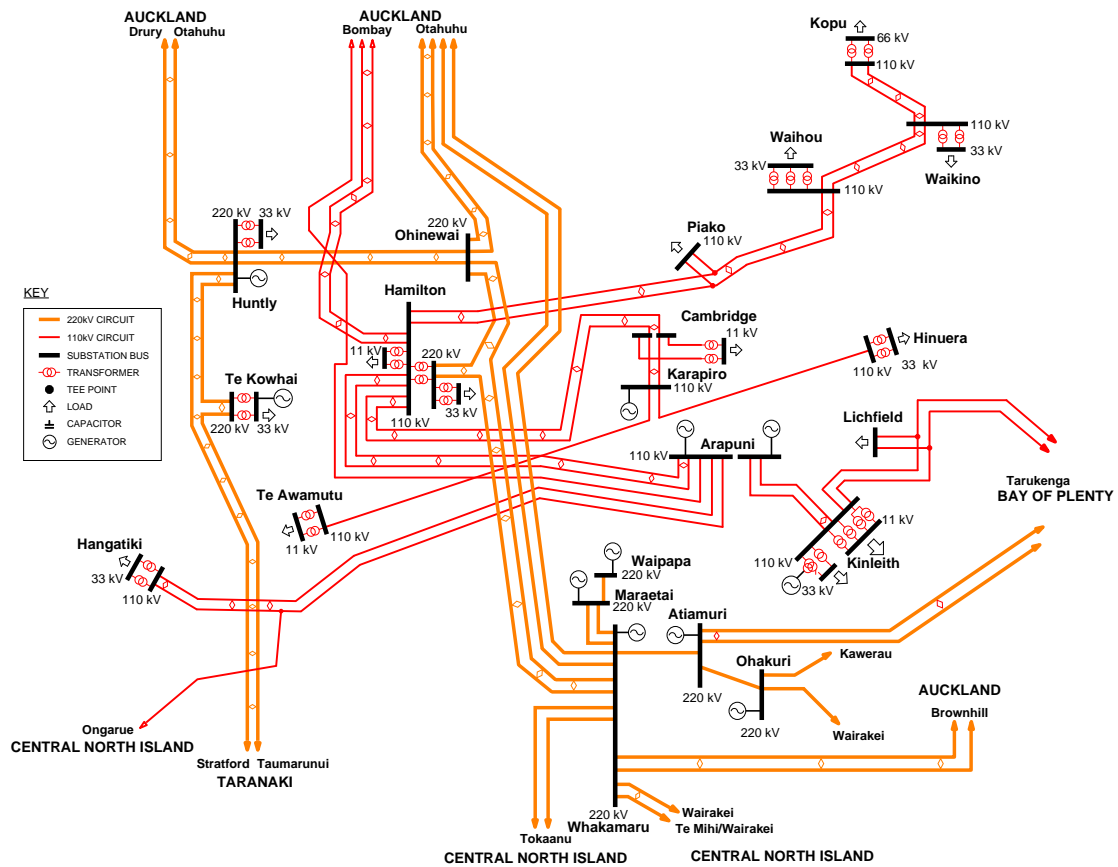 AUCKLAND
Drury Otahuhu
AUCKLAND
Bombay
Otahuhu
Kopu
66 kV
110 kV
110 kV
33 kV
Waikino
Waihou
33 kV
110 kV
Piako
110 kV
220 kV
33 kV
Huntly
220 kV
Ohinewai
Hamilton
11 kV
220 kV
33 kV
110 kV
Cambridge
11 kV
Karapiro
110 kV
Hinuera
110 kV
33 kV
KEY
220kV CIRCUIT
110kV CIRCUIT
SUBSTATION BUS
TRANSFORMER
TEE POINT
LOAD
CAPACITOR
GENERATOR
Te Kowhai
220 kV
33 kV
Lichfield
Arapuni
110 kV
Tarukenga
BAY OF PLENTY
Te Awamutu
11 kV
110 kV
11 kV
110 kV
Kinleith
33 kV
Hangatiki
33 kV
110 kV
Waipapa
220 kV
Maraetai
220 kV
Atiamuri
220 kV
Ohakuri
220 kV
Kawerau
Wairakei
AUCKLAND
Brownhill
Ongarue
CENTRAL NORTH ISLAND
Stratford Taumarunui
TARANAKI
220 kV
Whakamaru
Wairakei
Te Mihi/Wairakei
CENTRAL NORTH ISLAND
Tokaanu
CENTRAL NORTH ISLAND